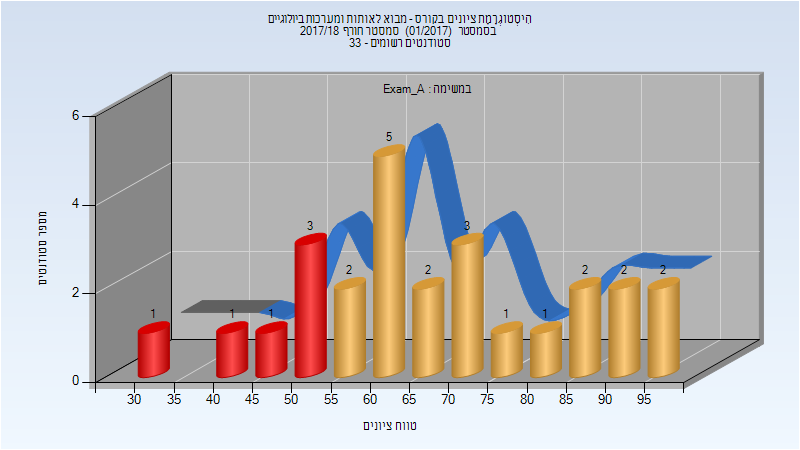 היסטוגרמת ציונים בקורס - מבוא לאותות ומערכות ביולוגיים
בסמסטר (01/2017) סמסטר חורף 2017/18
סטודנטים רשומים - 33
במשימה : Exam_A
מספר סטודנטים
6
4
2
0
1 1 1 3 2 5 2 3 1 1 2 2 2
30 35 40 45 50 55 60 65 70 75 80 85 90 95
טווח ציונים